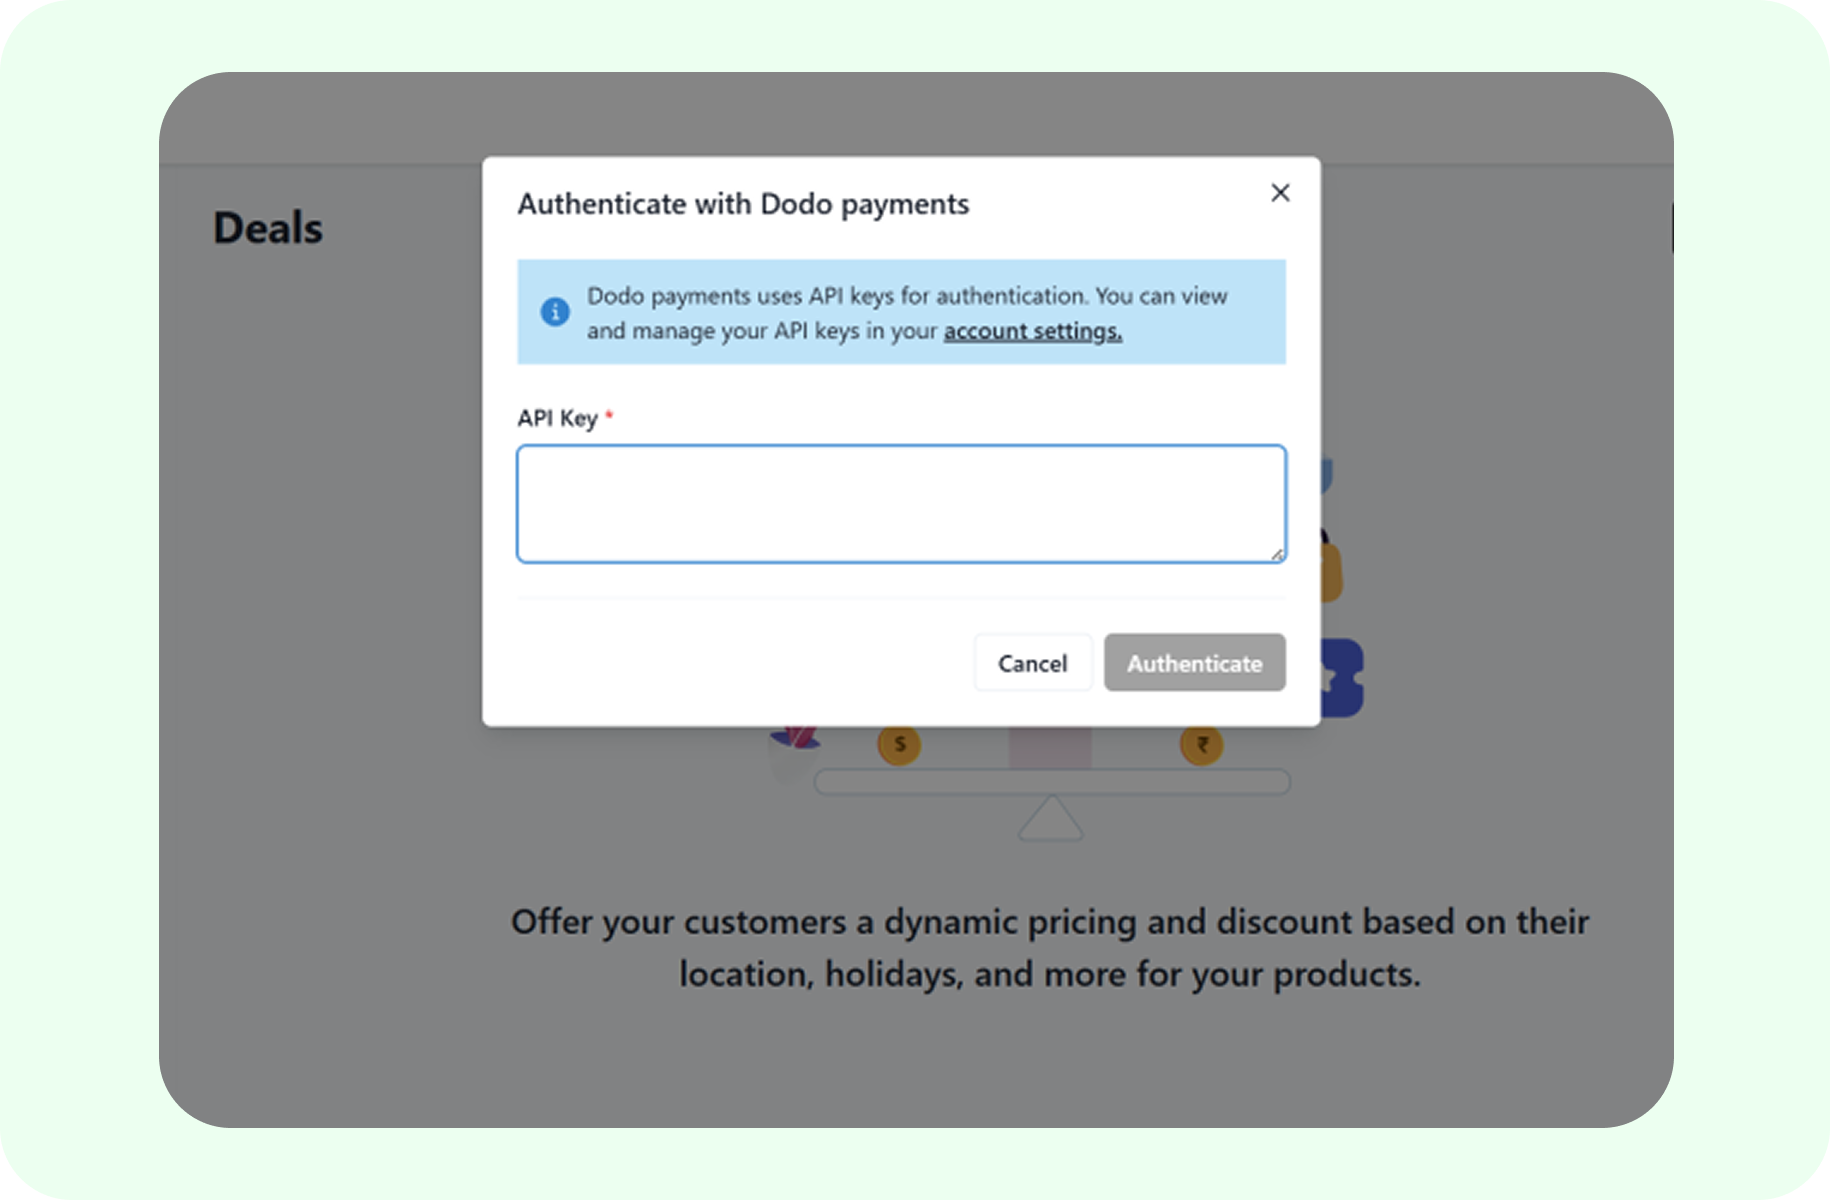 Deals
Authenticate with Dodo payments
Dodo payments uses API keys for authentication. You can view
and manage your API keys in your account settings.
API Key *
Cancel
Authenticate
$
₹
Offer your customers a dynamic pricing and discount based on their
location, holidays, and more for your products.